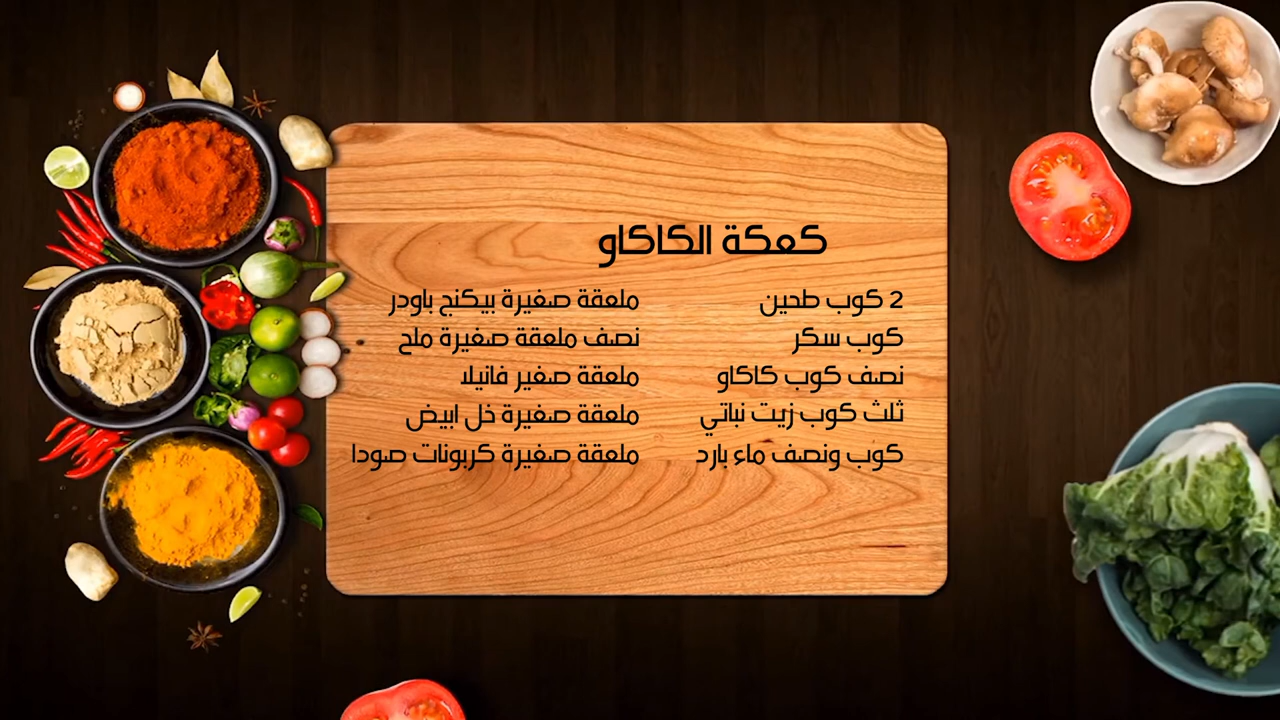 كعكة الكاكاو
2 كوب طحين
كوب سكر
نصف كوب كاكاو
ثلث كوب زيت نباتي
كوب ونصف ماء بارد
ملعقة صغيرة بيكنج باودر
نصف ملعقة صغيرة ملح
ملعقة صغير فانيلا
ملعقة صغيرة خل ابيض
ملعقة صغيرة كربونات صودا